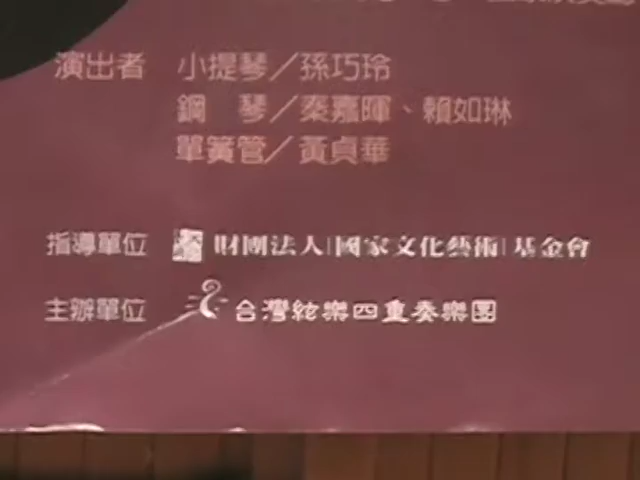 演出者 小提琴／孫巧玲
鋼 琴／秦嘉暉、賴如琳
單簧管／黃貞華
指導單位 財團法人|國家文化藝術|基金會
主辦單位 台灣絃樂四重奏樂團